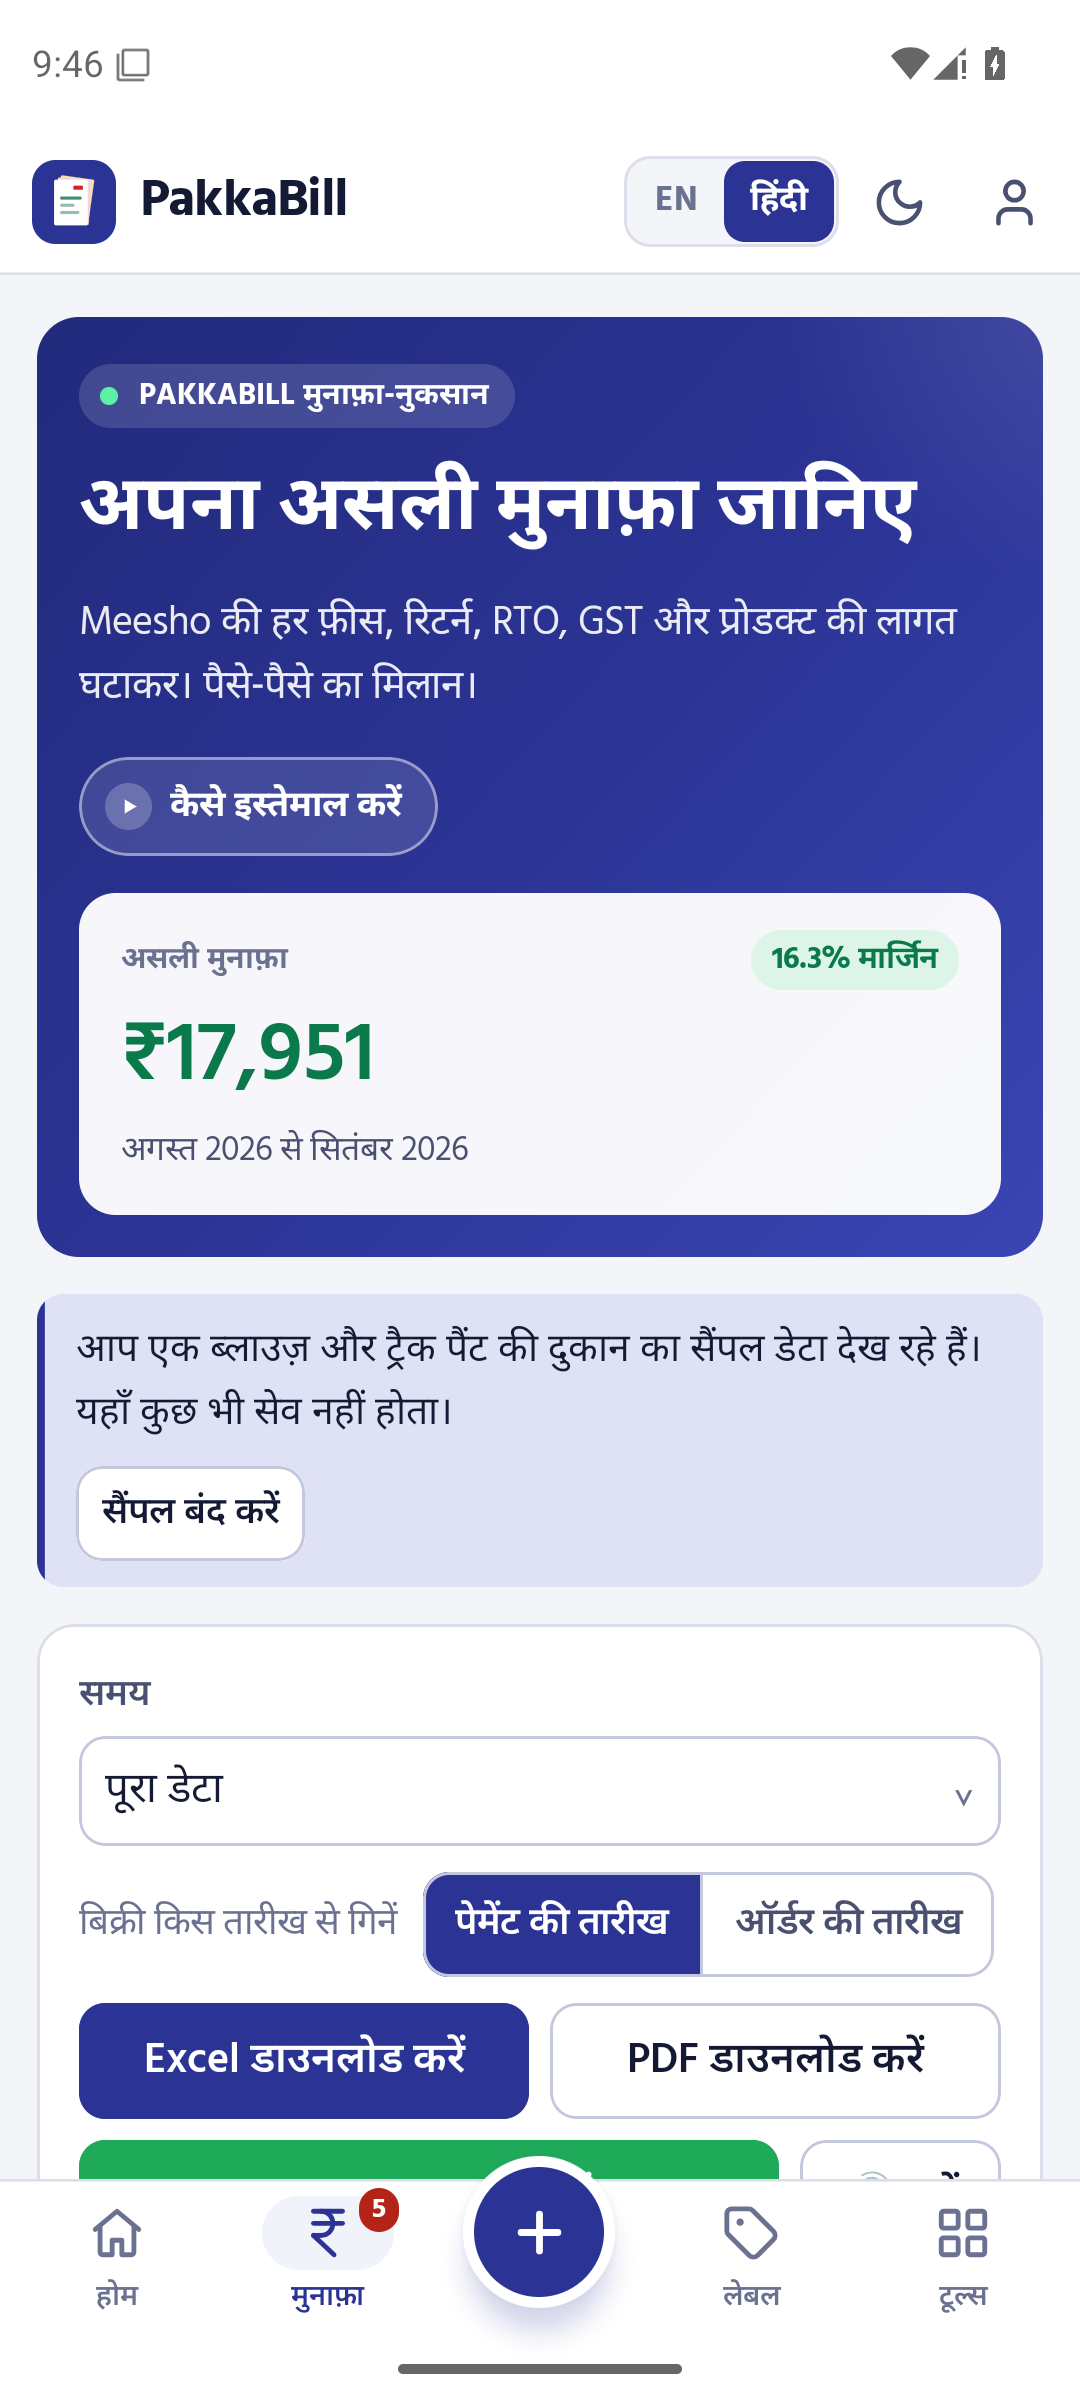 9:46
PakkaBill
EN
हिंदी
PAKKABILL मुनाफ़ा-नुकसान
अपना असली मुनाफ़ा जानिए
Meesho की हर फ़ीस, रिटर्न, RTO, GST और प्रोडक्ट की लागत
घटाकर। पैसे-पैसे का मिलान।
कैसे इस्तेमाल करें
असली मुनाफ़ा
16.3% मार्जिन
₹17,951
अगस्त 2026 से सितंबर 2026
आप एक ब्लाउज़ और ट्रैक पैंट की दुकान का सैंपल डेटा देख रहे हैं।
यहाँ कुछ भी सेव नहीं होता।
सैंपल बंद करें
समय
पूरा डेटा
बिक्री किस तारीख से गिनें
पेमेंट की तारीख
ऑर्डर की तारीख
Excel डाउनलोड करें
PDF डाउनलोड करें
5
होम
मुनाफ़ा
लेबल
टूल्स